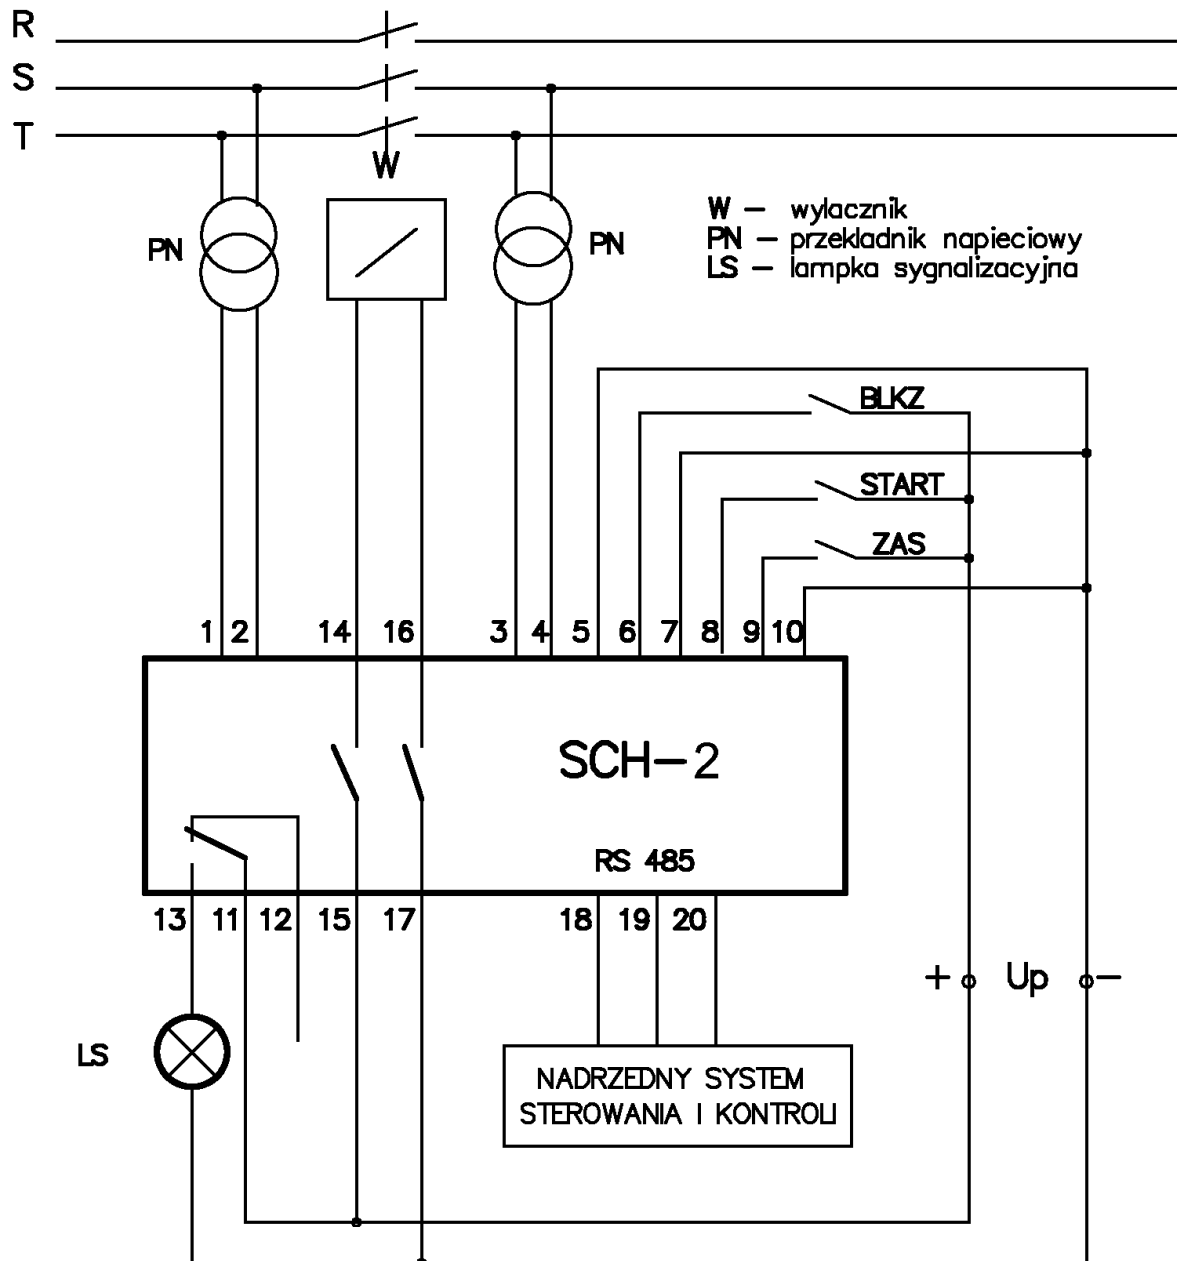 R
S
T
W
PN
PN
W – wylacznik
PN – przekladnik napieciowy
LS – lampka sygnalizacyjna
BLKZ
START
ZAS
1 2 14 16 3 4 5 6 7 8 9 10
SCH-2
RS 485
13 11 12 15 17 18 19 20
+ Up –
LS
NADRZEDNY SYSTEM
STEROWANIA I KONTROLI